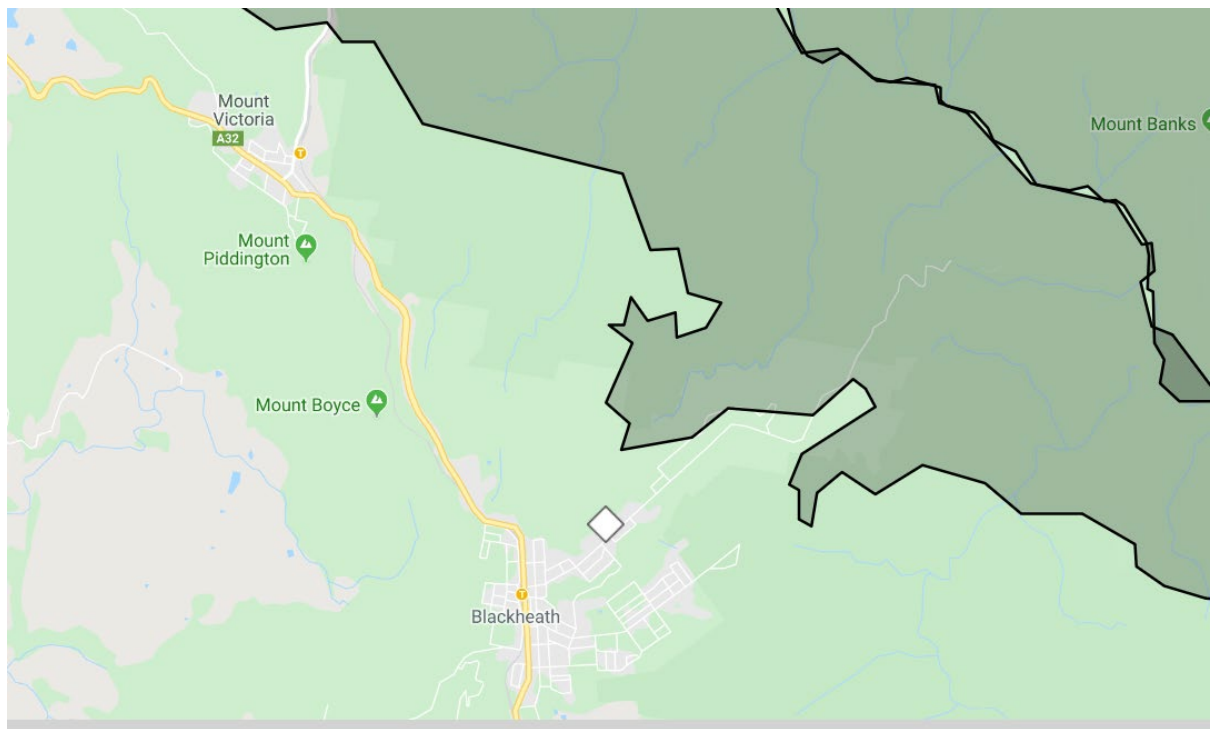 Mount
Victoria
A32
T
Mount Banks
Mount
Piddington
Mount Boyce
T
Blackheath